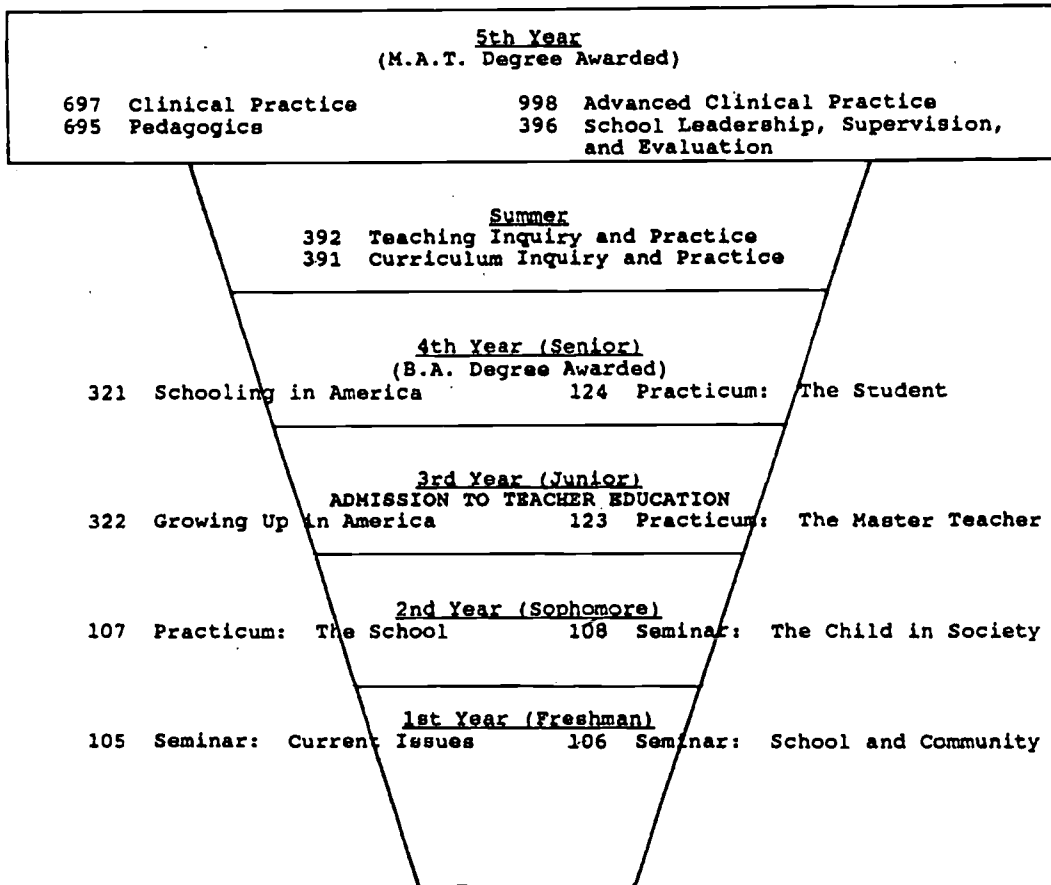 5th Year
(M.A.T. Degree Awarded)
697 Clinical Practice 998 Advanced Clinical Practice
695 Pedagogics 396 School Leadership, Supervision,
and Evaluation
Summer
392 Teaching Inquiry and Practice
391 Curriculum Inquiry and Practice
4th Year (Senior)
(B.A. Degree Awarded)
321 Schooling in America 124 Practicum: The Student
3rd Year (Junior)
ADMISSION TO TEACHER EDUCATION
322 Growing Up in America 123 Practicum: The Master Teacher
2nd Year (Sophomore)
107 Practicum: The School 108 Seminar: The Child in Society
1st Year (Freshman)
105 Seminar: Current Issues 106 Seminar: School and Community